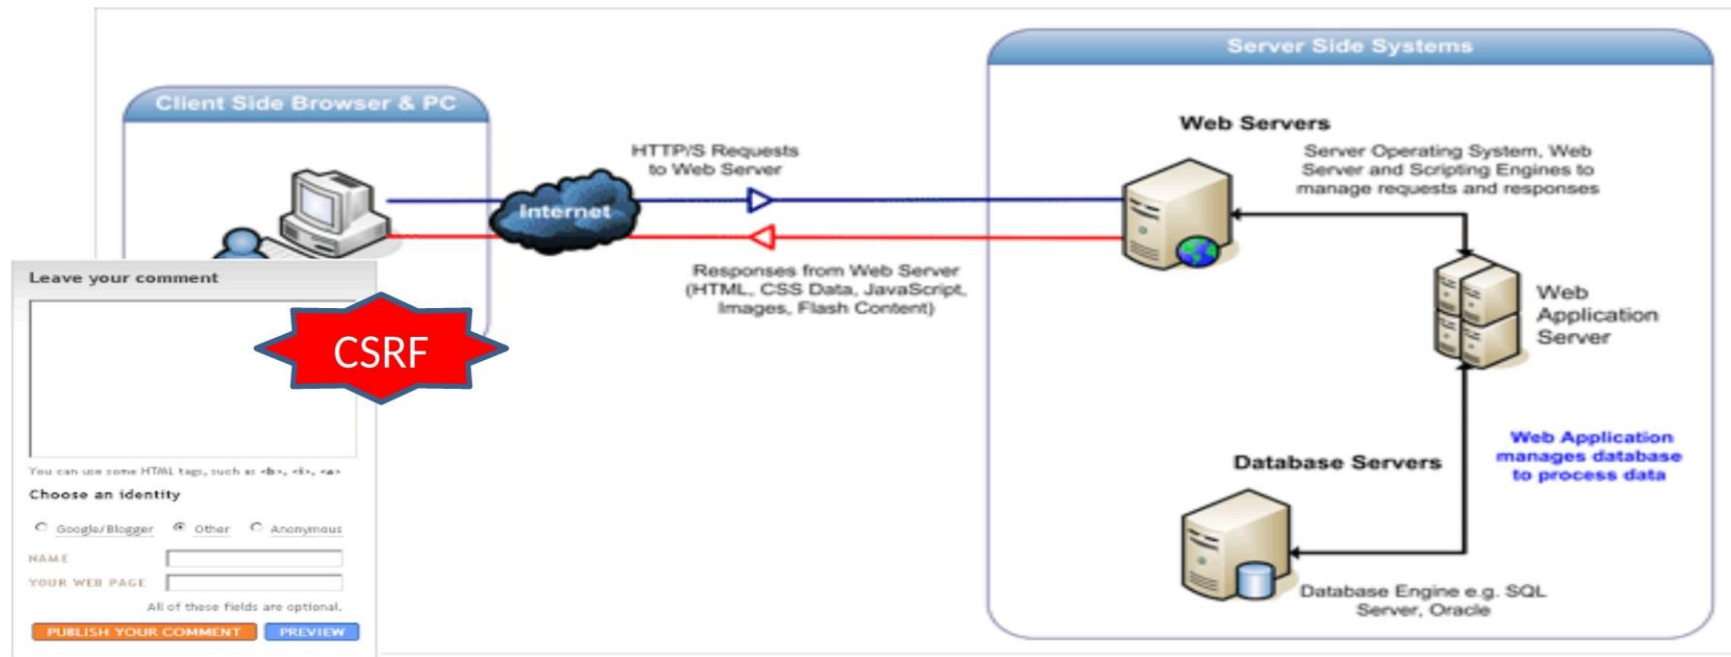 Server Side Systems
Client Side Browser & PC
Web Servers
HTTP/S Requests
to Web Server
Server Operating System, Web
Server and Scripting Engines to
manage requests and responses
Internet
Responses from Web Server
(HTML, CSS Data, JavaScript,
Images, Flash Content)
Web
Application
Server
Leave your comment
CSRF
Web Application
manages database
to process data
Database Servers
You can use some HTML tags, such as <b>, <i>, <a>
Choose an identity
Google/Blogger Other Anonymous
NAME
YOUR WEB PAGE
All of these fields are optional.
PUBLISH YOUR COMMENT PREVIEW
Database Engine e.g. SQL
Server, Oracle